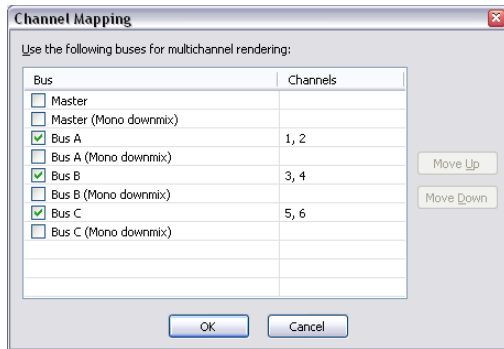 Channel Mapping
Use the following buses for multichannel rendering:
Bus Channels
Master
Master (Mono downmix)
Bus A 1, 2
Bus A (Mono downmix)
Bus B 3, 4
Bus B (Mono downmix)
Bus C 5, 6
Bus C (Mono downmix)
Move Up
Move Down
OK Cancel